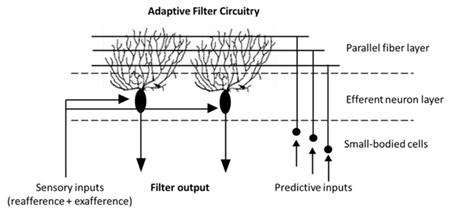 Adaptive Filter Circuitry
Parallel fiber layer
Efferent neuron layer
Small-bodied cells
Sensory inputs
(reafference + exafference)
Filter output
Predictive inputs